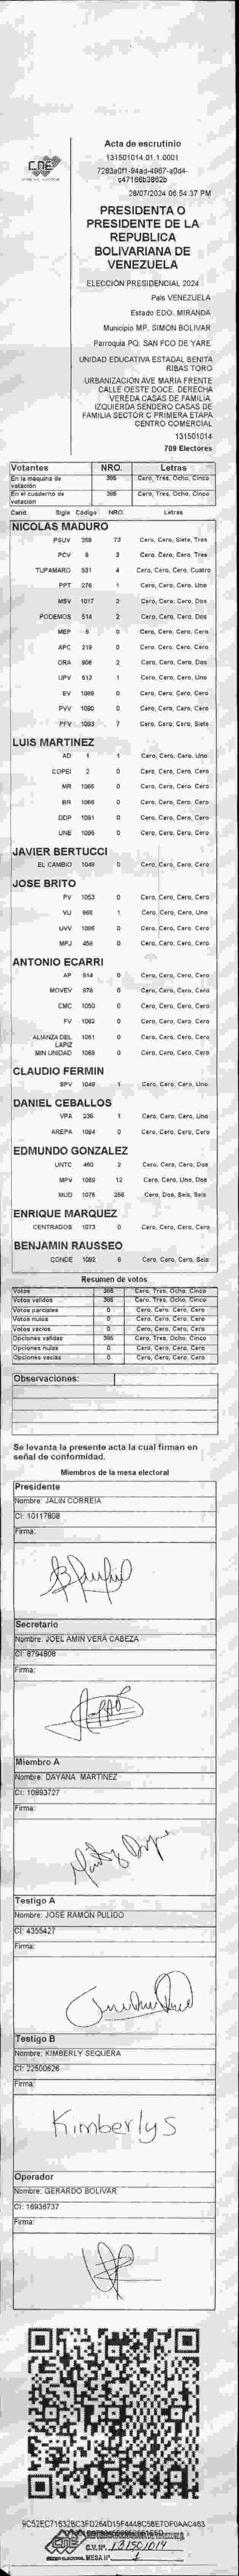 CNE
Acta de escrutinio
131501014.01.1.0001
28/07/2024 06:54:37 PM
PRESIDENTA O
PRESIDENTE DE LA
REPUBLICA
BOLIVARIANA DE
VENEZUELA
ELECCIÓN PRESIDENCIAL 2024
País VENEZUELA
Estado EDO. MIRANDA
Municipio MP. SIMON BOLIVAR
Parroquia PQ. SAN FCO DE YARE
UNIDAD EDUCATIVA ESTADAL BENITA
RIBAS TORO
URBANIZACIÓN AVE MARIA FRENTE
CALLE OESTE DOCE. DERECHA
VEREDA CASAS DE FAMILIA.
IZQUIERDA SENDERO CASAS DE
FAMILIA SECTOR C PRIMERA ETAPA
CENTRO COMERCIAL
131501014
709 Electores
Votantes NRO. Letras
En la máquina de votación 385 Cero, Tres, Ocho, Cinco
En el cuaderno de votación 385 Cero, Tres, Ocho, Cinco
Cand. Sigla Código NRO. Letras
NICOLAS MADURO
PSUV 259 73 Cero, Cero, Siete, Tres
PCV 9 3 Cero, Cero, Cero, Tres
TUPAMARO 931 4 Cero, Cero, Cero, Cuatro
PPT 276 1 Cero, Cero, Cero, Uno
MSV 1017 2 Cero, Cero, Cero, Dos
PODEMOS 514 2 Cero, Cero, Cero, Dos
MEP 6 0 Cero, Cero, Cero, Cero
APC 219 0 Cero, Cero, Cero, Cero
ORA 906 2 Cero, Cero, Cero, Dos
UPV 513 1 Cero, Cero, Cero, Uno
EV 1089 0 Cero, Cero, Cero, Cero
PVV 1090 0 Cero, Cero, Cero, Cero
PFV 1093 7 Cero, Cero, Cero, Siete
LUIS MARTINEZ
AD 1 1 Cero, Cero, Cero, Uno
COPEI 2 0 Cero, Cero, Cero, Cero
MR 1065 0 Cero, Cero, Cero, Cero
BR 1066 0 Cero, Cero, Cero, Cero
DDP 1091 0 Cero, Cero, Cero, Cero
UNE 1095 0 Cero, Cero, Cero, Cero
JAVIER BERTUCCI
EL CAMBIO 1049 0 Cero, Cero, Cero, Cero
JOSE BRITO
PV 1053 0 Cero, Cero, Cero, Cero
VU 868 1 Cero, Cero, Cero, Uno
UVV 1096 0 Cero, Cero, Cero, Cero
MPJ 458 0 Cero, Cero, Cero, Cero
ANTONIO ECARRI
AP 914 0 Cero, Cero, Cero, Cero
MOVEV 978 0 Cero, Cero, Cero, Cero
CMC 1050 0 Cero, Cero, Cero, Cero
FV 1062 0 Cero, Cero, Cero, Cero
ALIANZA DEL LAPIZ 1051 0 Cero, Cero, Cero, Cero
MIN UNIDAD 1068 0 Cero, Cero, Cero, Cero
CLAUDIO FERMIN
SPV 1048 1 Cero, Cero, Cero, Uno
DANIEL CEBALLOS
VPA 236 1 Cero, Cero, Cero, Uno
AREPA 1094 0 Cero, Cero, Cero, Cero
EDMUNDO GONZALEZ
UNTC 460 2 Cero, Cero, Cero, Dos
MPV 1069 12 Cero, Cero, Uno, Dos
MUD 1076 266 Cero, Dos, Seis, Seis
ENRIQUE MARQUEZ
CENTRADOS 1073 0 Cero, Cero, Cero, Cero
BENJAMIN RAUSSEO
CONDE 1092 6 Cero, Cero, Cero, Seis
Resumen de votos
Votos 385 Cero, Tres, Ocho, Cinco
Votos validos 385 Cero, Tres, Ocho, Cinco
Votos parciales 0 Cero, Cero, Cero, Cero
Votos nulos 0 Cero, Cero, Cero, Cero
Votos vacios 0 Cero, Cero, Cero, Cero
Opciones validas 385 Cero, Tres, Ocho, Cinco
Opciones nulas 0 Cero, Cero, Cero, Cero
Opciones vacias 0 Cero, Cero, Cero, Cero
Observaciones:
Se levanta la presente acta la cual firman en
señal de conformidad.
Miembros de la mesa electoral
Presidente
Nombre: JALIN CORREIA
CI: 10117808
Firma:
Secretario
Nombre: JOEL AMIN VERA CABEZA
CI: 8794808
Firma:
Miembro A
Nombre: DAYANA MARTINEZ
CI: 10893727
Firma:
Testigo A
Nombre: JOSE RAMON PULIDO
CI: 4355427
Firma:
Testigo B
Nombre: KIMBERLY SEQUERA
CI: 22500626
Firma:
Kimberly S
Operador
Nombre: GERARDO BOLIVAR
CI: 16936737
Firma:
CNE
C.V. Nº. 131501014
MESA Nº. 1